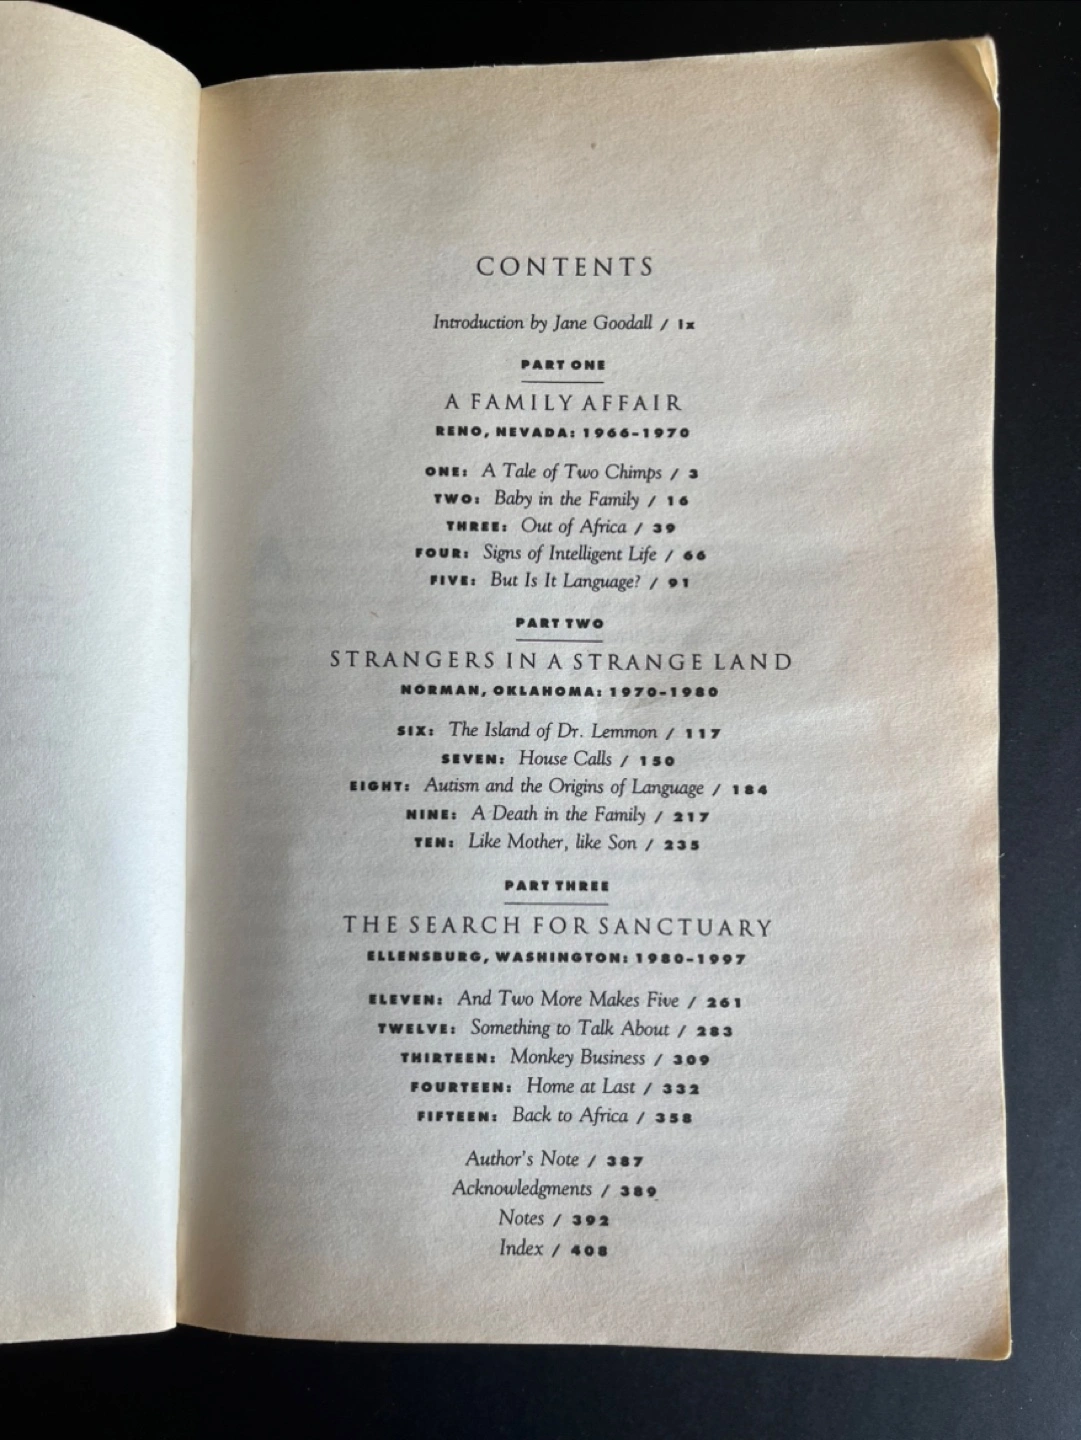 CONTENTS
Introduction by Jane Goodall / ix
PART ONE
A FAMILY AFFAIR
RENO, NEVADA: 1966–1970
ONE: A Tale of Two Chimps / 3
TWO: Baby in the Family / 16
THREE: Out of Africa / 39
FOUR: Signs of Intelligent Life / 66
FIVE: But Is It Language? / 91
PART TWO
STRANGERS IN A STRANGE LAND
NORMAN, OKLAHOMA: 1970–1980
SIX: The Island of Dr. Lemmon / 117
SEVEN: House Calls / 150
EIGHT: Autism and the Origins of Language / 184
NINE: A Death in the Family / 217
TEN: Like Mother, like Son / 235
PART THREE
THE SEARCH FOR SANCTUARY
ELLENSBURG, WASHINGTON: 1980–1997
ELEVEN: And Two More Makes Five / 261
TWELVE: Something to Talk About / 283
THIRTEEN: Monkey Business / 309
FOURTEEN: Home at Last / 332
FIFTEEN: Back to Africa / 358
Author's Note / 387
Acknowledgments / 389
Notes / 392
Index / 408